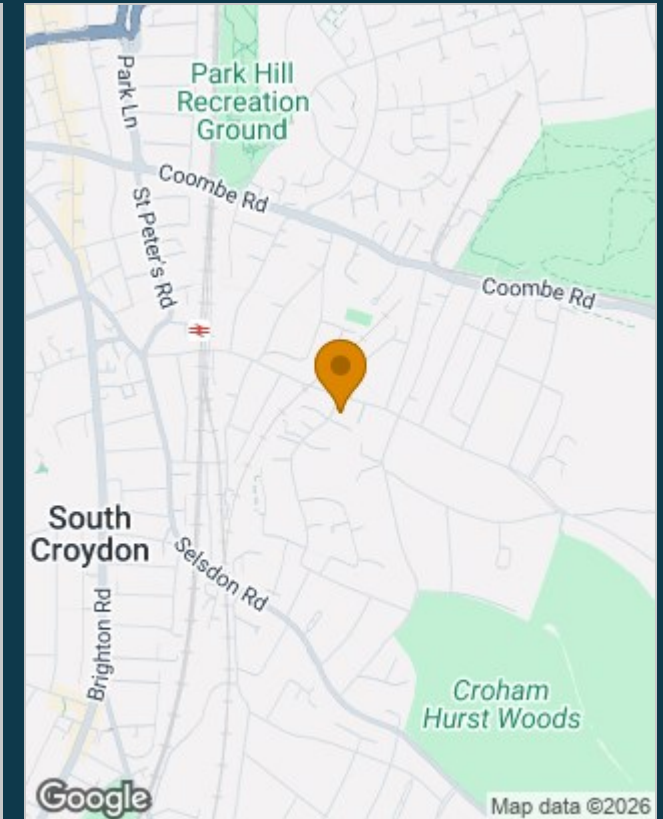 Park Ln
Park Hill
Recreation
Ground
Coombe Rd
St Peter's Rd
Coombe Rd
South
Croydon
Selsdon Rd
Brighton Rd
Croham
Hurst Woods
Google
Map data ©2026